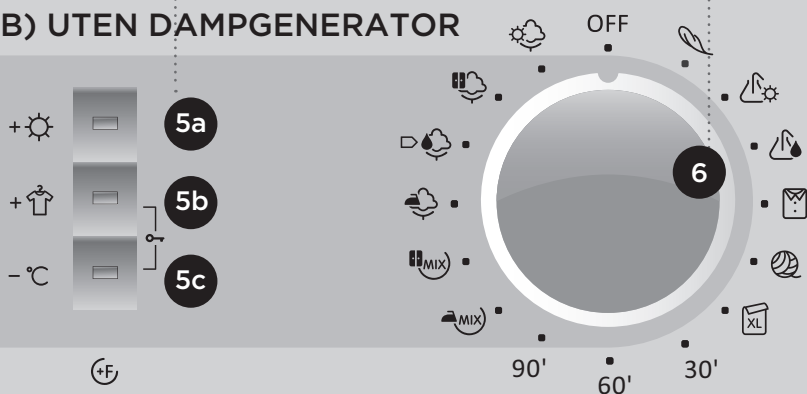 B) UTEN DAMPGENERATOR
OFF
+
5a
6
+
5b
- °C
5c
MIX
MIX
XL
+F
90'
60'
30'